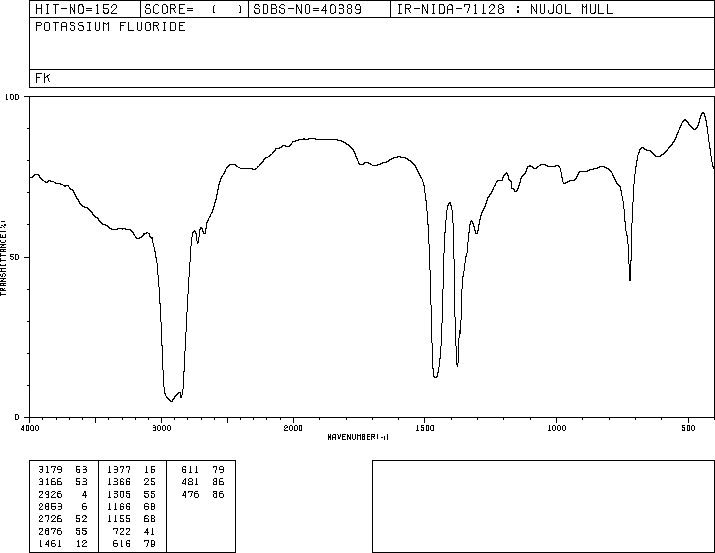 HIT-NO=152 SCORE= ( ) SDBS-NO=40389 IR-NIDA-71128 : NUJOL MULL
POTASSIUM FLUORIDE
FK
100
50
0
TRANSMITTANCE(%)
4000 3000 2000 1500 1000 500
WAVENUMBER(-1)
3179 53 1377 15 611 79
3166 53 1366 25 481 86
2926 4 1305 55 476 86
2853 6 1166 68
2726 52 1155 68
2676 55 722 41
1461 12 616 79